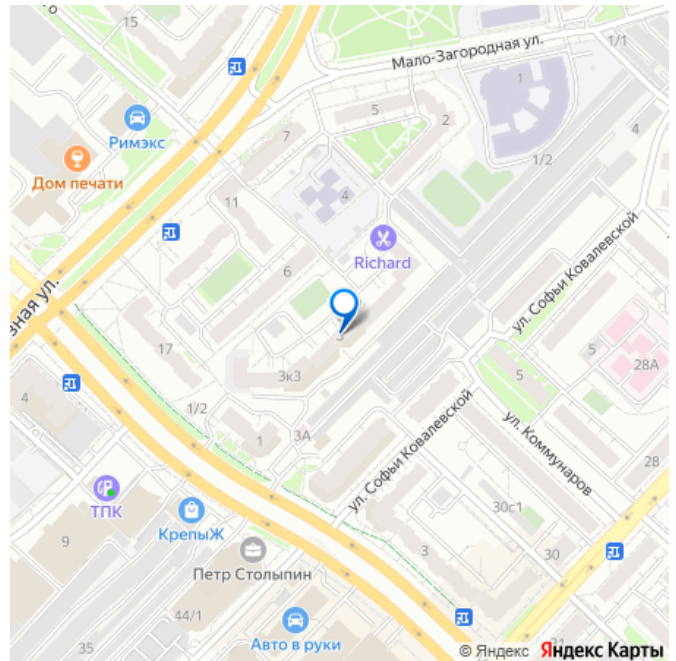 15
Мало-Загородная ул.
1/1
1
Римэкс
5
2
7
4
Дом печати
1/2
4
11
Richard
ул. Софьи Ковалевской
6
вная ул.
3
17
5
5
28А
3к3
4
1/2
1
3А
ул. Софьи Ковалевской
ул. Коммунаров
28
ТПК
КрепыЖ
30с1
9
3
30
Петр Столыпин
44/1
35
Авто в руки
31
© Яндекс Яндекс Карты